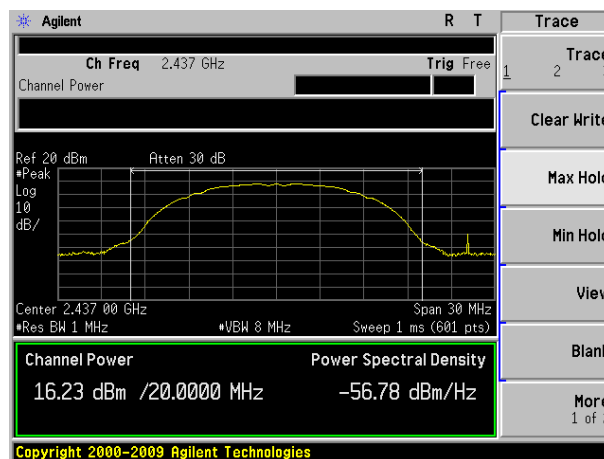 Agilent R T Trace
Ch Freq 2.437 GHz Trig Free
Channel Power
Trace
1 2
Clear Write
Max Hold
Min Hold
View
Blank
More
1 of
Ref 20 dBm Atten 30 dB
#Peak
Log
10
dB/
Center 2.437 00 GHz Span 30 MHz
#Res BW 1 MHz #VBW 8 MHz Sweep 1 ms (601 pts)
Channel Power Power Spectral Density
16.23 dBm /20.0000 MHz -56.78 dBm/Hz
Copyright 2000-2009 Agilent Technologies